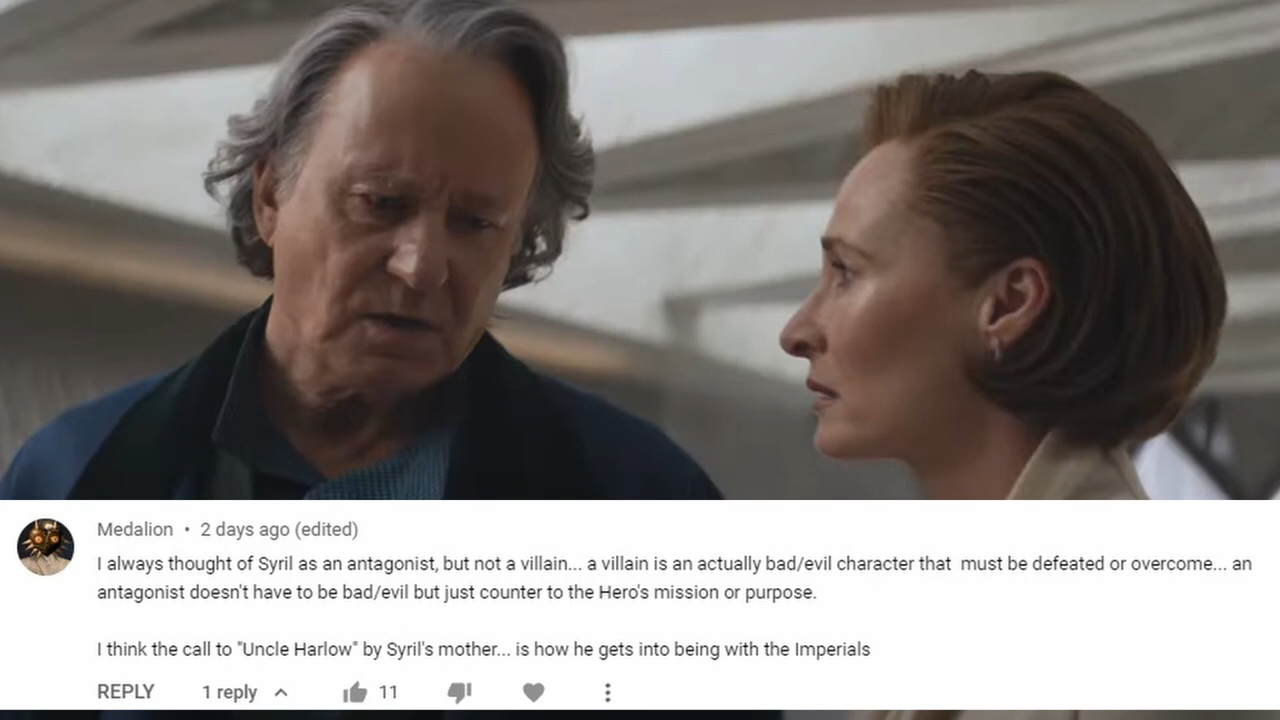 Medalion • 2 days ago (edited)
I always thought of Syril as an antagonist, but not a villain... a villain is an actually bad/evil character that  must be defeated or overcome... an
antagonist doesn't have to be bad/evil but just counter to the Hero's mission or purpose.
I think the call to "Uncle Harlow" by Syril's mother... is how he gets into being with the Imperials
REPLY 1 reply 11